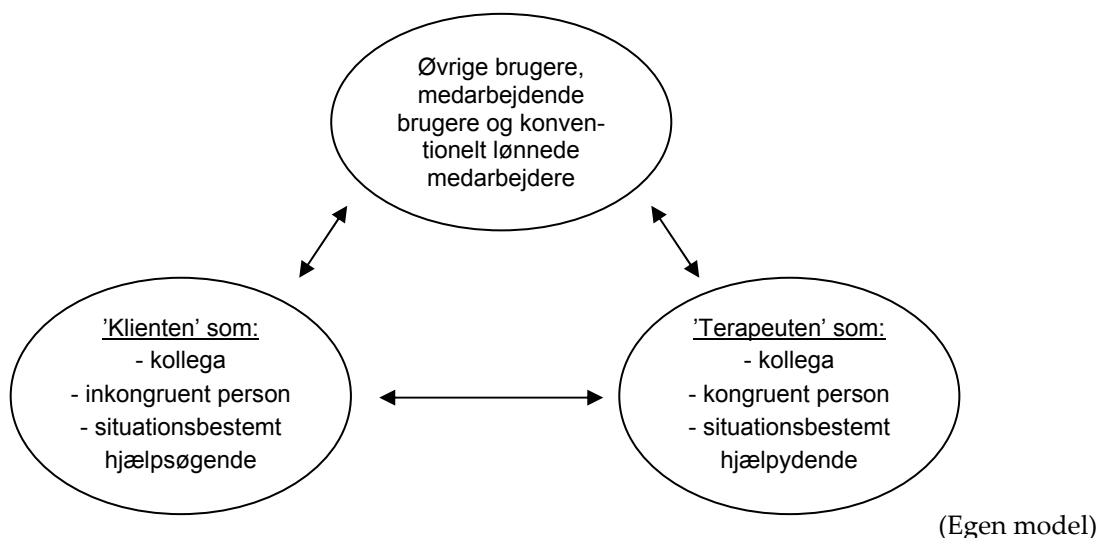 Øvrige brugere,
medarbejdende
brugere og konven-
tionelt lønnede
medarbejdere
’Klienten’ som:
- kollega
- inkongruent person
- situationsbestemt
hjælpsøgende
’Terapeuten’ som:
- kollega
- kongruent person
- situationsbestemt
hjælpydende
(Egen model)